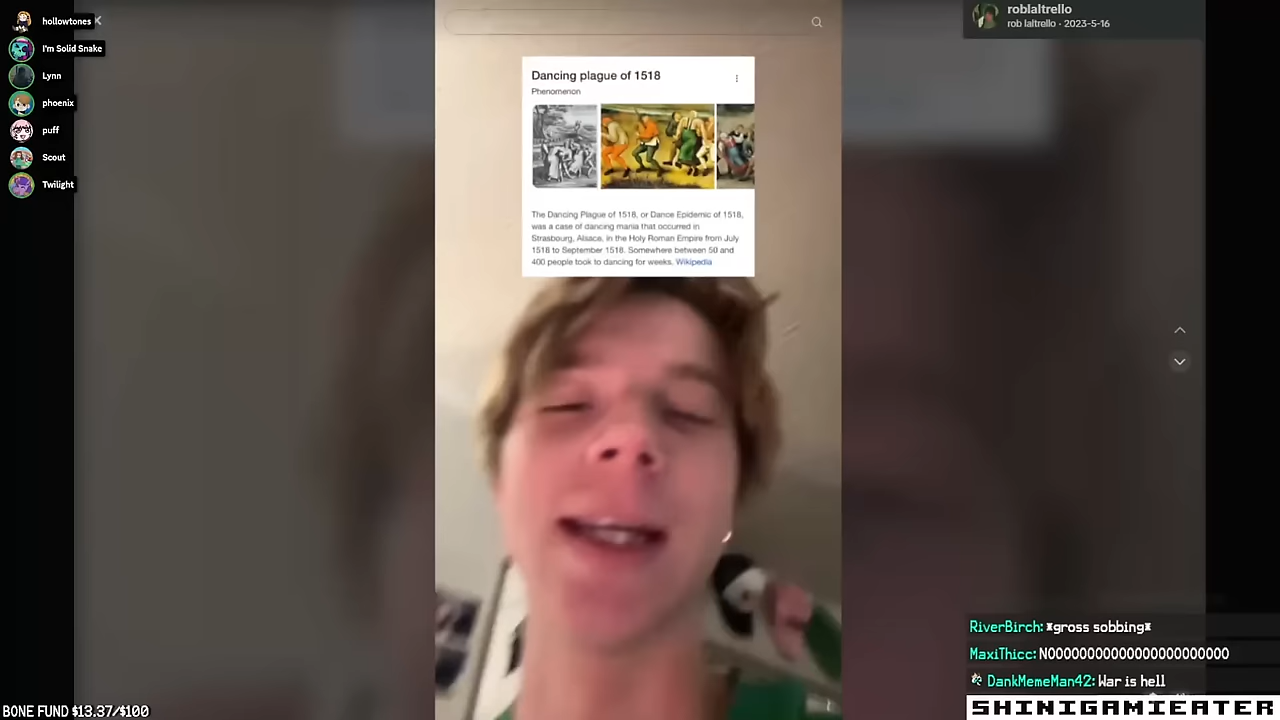 hollowtones
I'm Solid Snake
Lynn
phoenix
puff
Scout
Twilight
BONE FUND $13.37/$100
Dancing plague of 1518
Phenomenon
The Dancing Plague of 1518, or Dance Epidemic of 1518,
was a case of dancing mania that occurred in
Strasbourg, Alsace, in the Holy Roman Empire from July
1518 to September 1518. Somewhere between 50 and
400 people took to dancing for weeks. Wikipedia
roblaltrello
rob laltrello · 2023-5-16
RiverBirch: *gross sobbing*
MaxiThicc: NOOOOOOOOOOOOOOOOOOOOOO
DankMemeMan42: War is hell
SHINIGAMIEATER